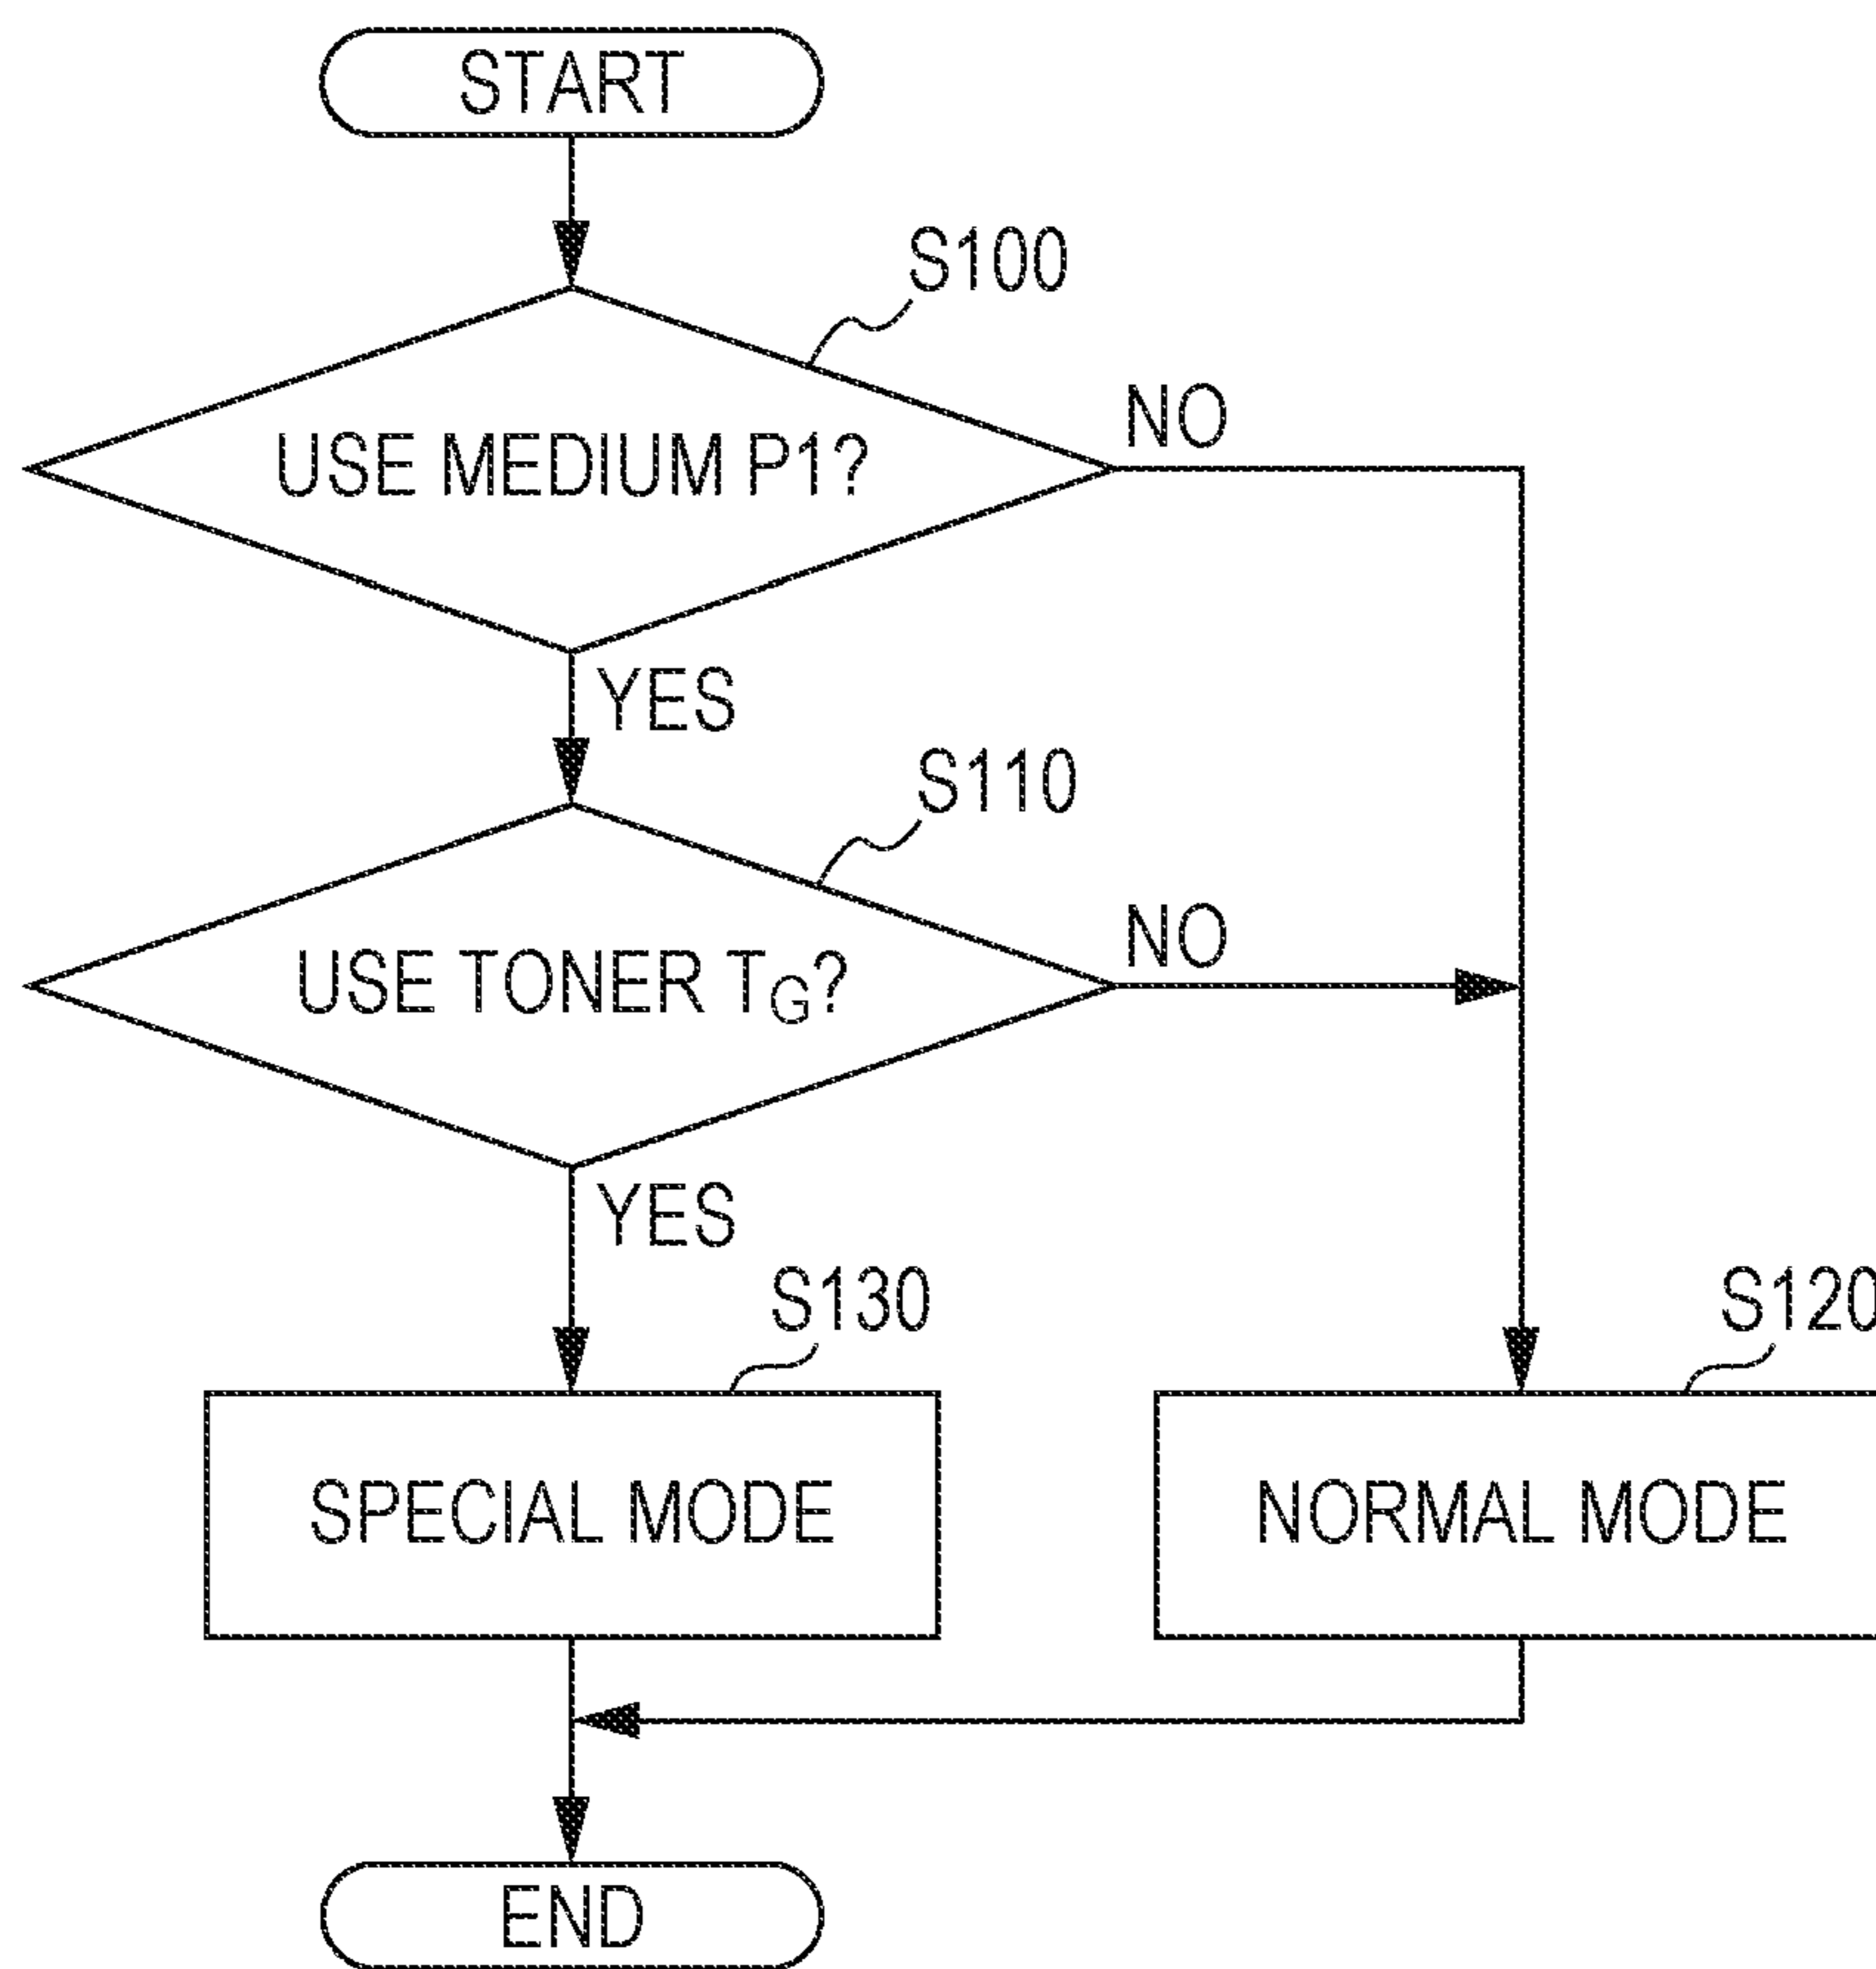 START
S100
NO
USE MEDIUM P1?
YES
S110
NO
USE TONER TG?
YES
S130
S120
SPECIAL MODE
NORMAL MODE
END